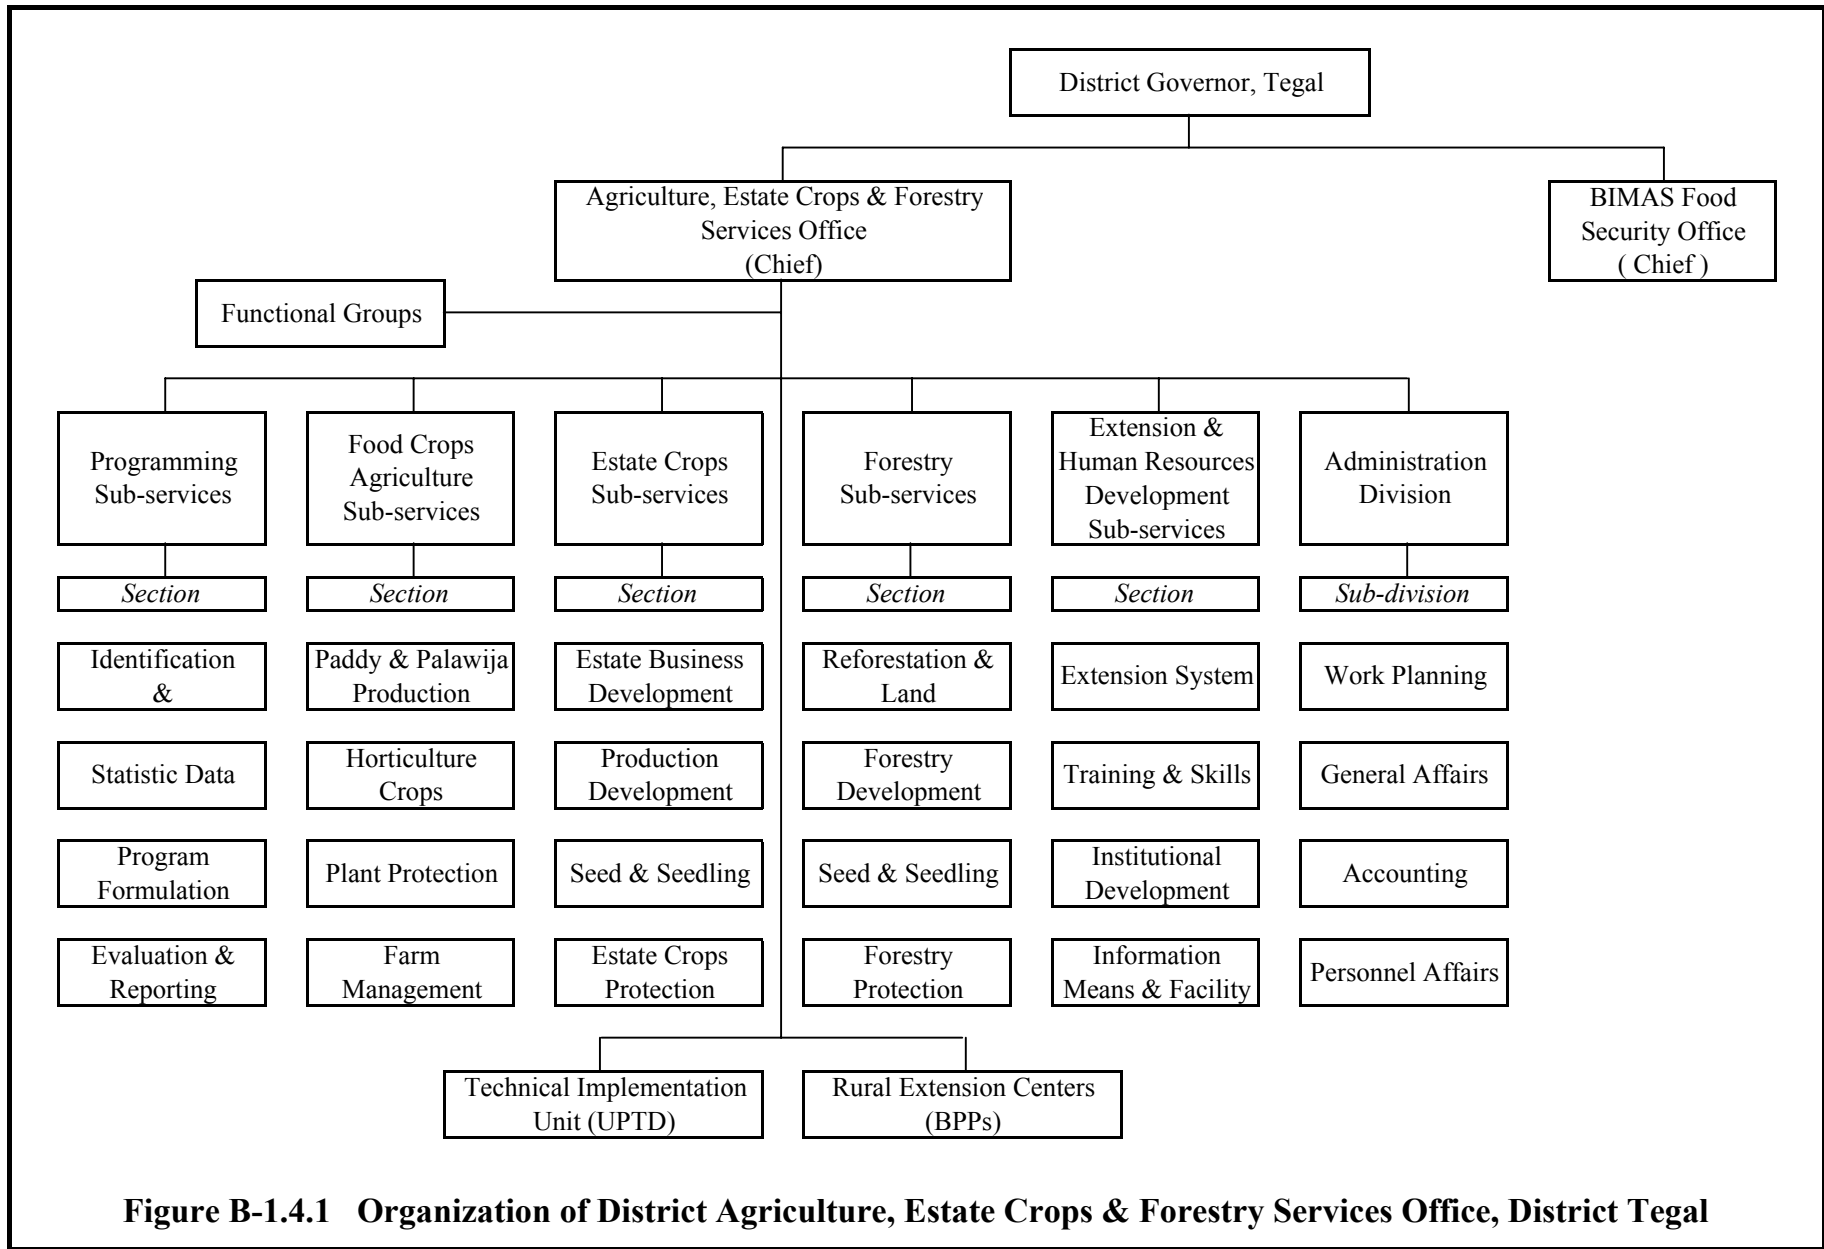 District Governor, Tegal
Agriculture, Estate Crops & Forestry
Services Office
(Chief)
BIMAS Food
Security Office
( Chief )
Functional Groups
Programming
Sub-services
Food Crops
Agriculture
Sub-services
Estate Crops
Sub-services
Forestry
Sub-services
Extension &
Human Resources
Development
Sub-services
Administration
Division
Section
Section
Section
Section
Section
Sub-division
Identification
&
Paddy & Palawija
Production
Estate Business
Development
Reforestation &
Land
Extension System
Work Planning
Statistic Data
Horticulture
Crops
Production
Development
Forestry
Development
Training & Skills
General Affairs
Program
Formulation
Plant Protection
Seed & Seedling
Seed & Seedling
Institutional
Development
Accounting
Evaluation &
Reporting
Farm
Management
Estate Crops
Protection
Forestry
Protection
Information
Means & Facility
Personnel Affairs
Technical Implementation
Unit (UPTD)
Rural Extension Centers
(BPPs)
Figure B-1.4.1   Organization of District Agriculture, Estate Crops & Forestry Services Office, District Tegal